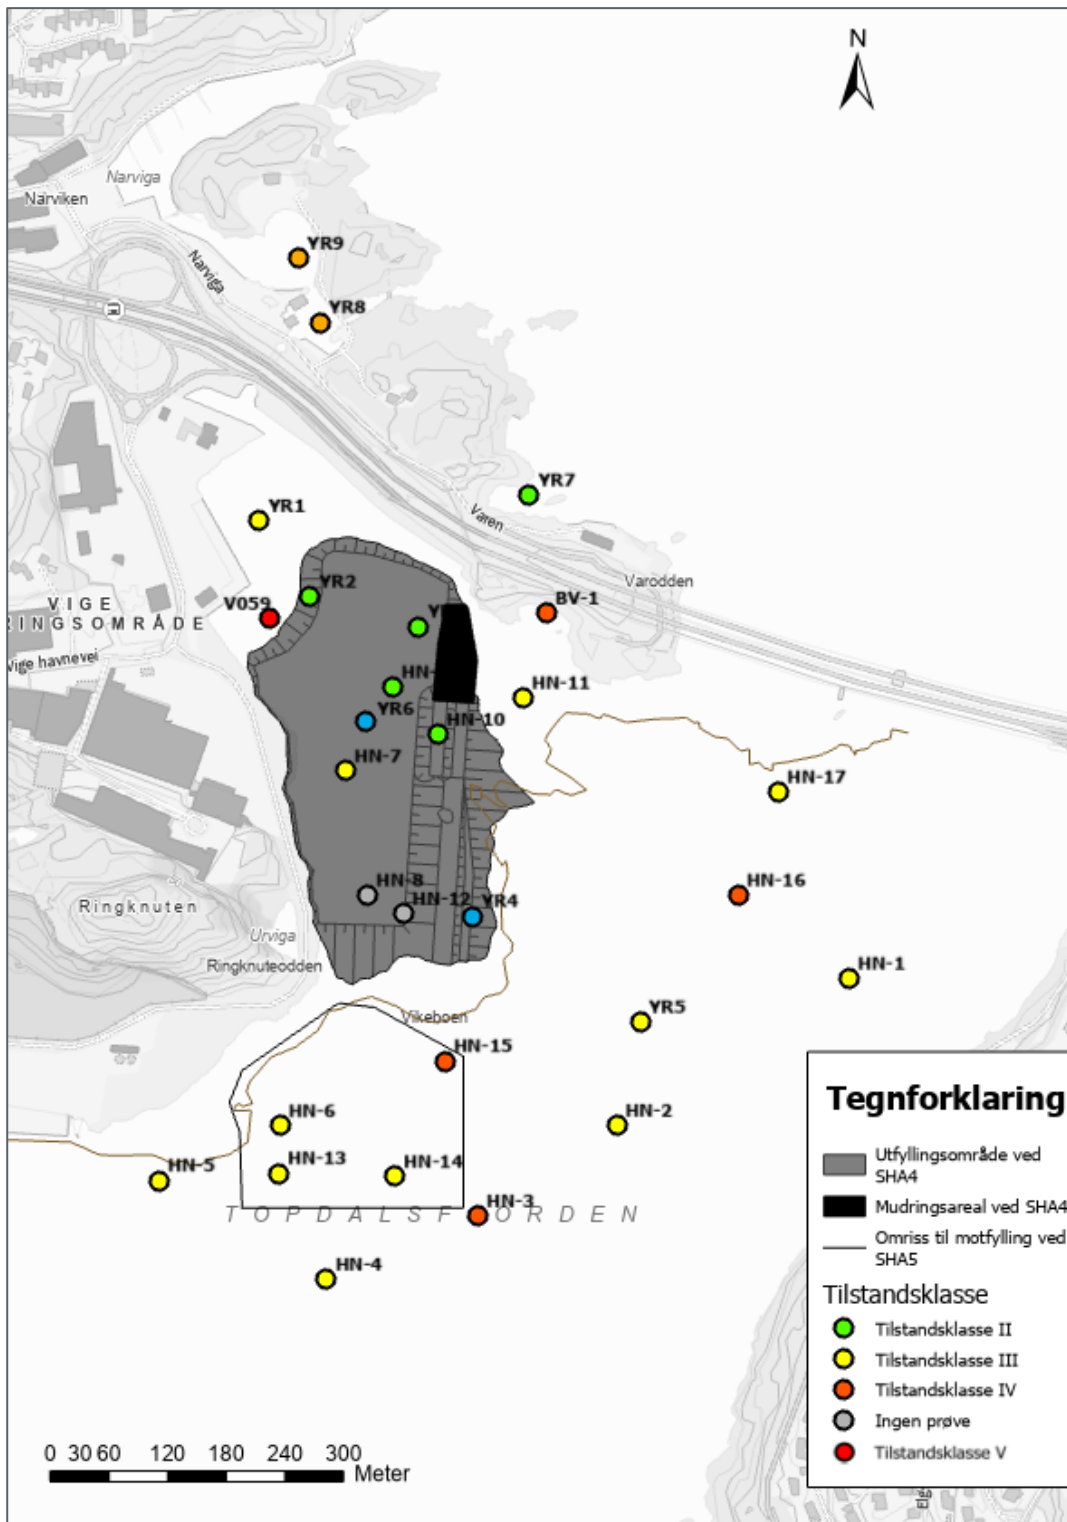 N
Narviga
Narviken
YR9
Narviga
YR8
YR7
YR1
Varen
Varodden
YR2
VIGE
V059
BV-1
RINGSOMRÅDE
Vige havnevei
HN-11
YR6
HN-10
HN-7
HN-17
HN-8
HN-16
HN-12
YR4
Ringknuten
Urviga
Ringknuteodden
HN-1
YR5
Vikeboen
HN-15
HN-6
HN-2
HN-13
HN-14
HN-5
HN-3
TOPDALSF ORDEN
HN-4
Tegnforklaring
Utfyllingsområde ved
SHA4
Mudringsareal ved SHA4
Omriss til motfylling ved
SHA5
Tilstandsklasse
Tilstandsklasse II
Tilstandsklasse III
Tilstandsklasse IV
Ingen prøve
Tilstandsklasse V
0 30 60 120 180 240 300
Meter